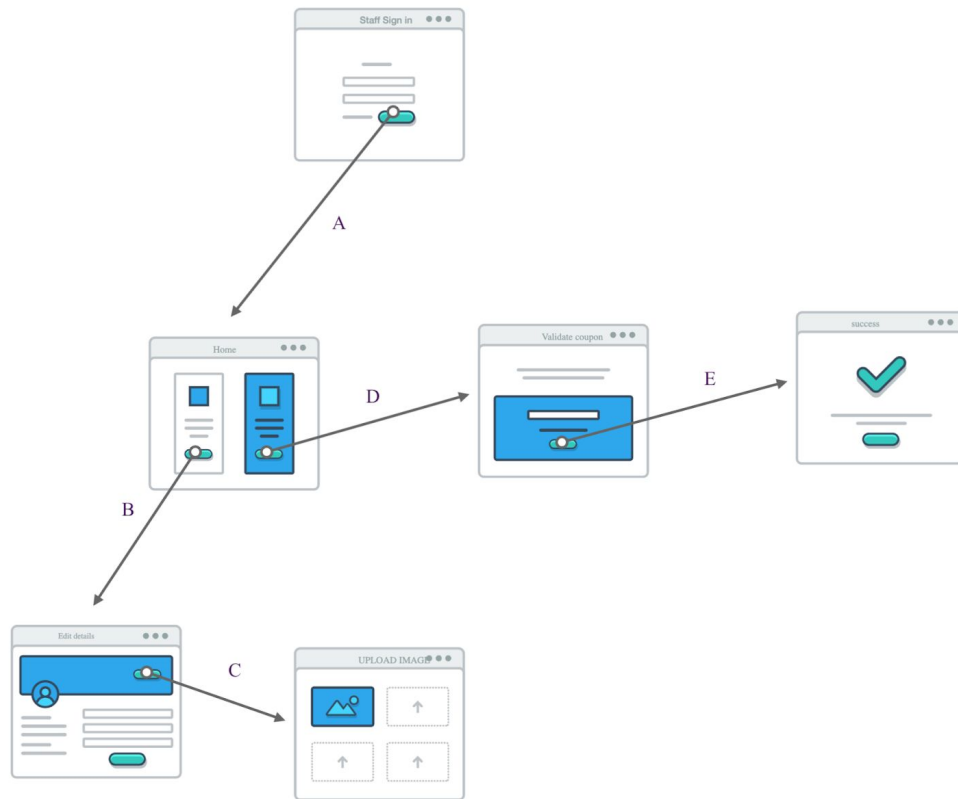 Staff Sign in
A
Home
Validate coupon
success
D
E
B
Edit details
C
UPLOAD IMAGE